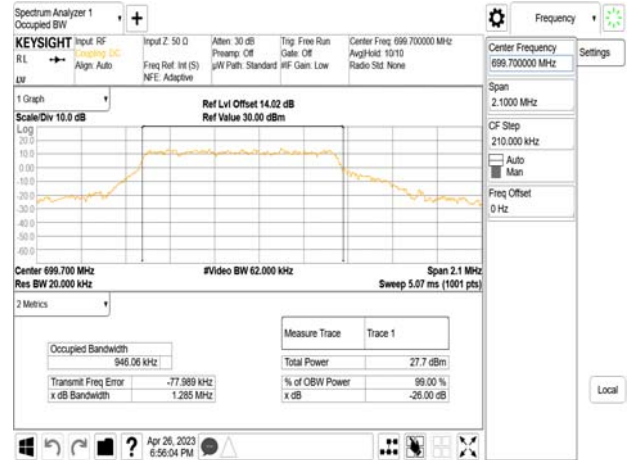 Spectrum Analyzer 1
Occupied BW
Frequency
KEYSIGHT
Input: RF
Coupling: DC
Align: Auto
Input Z: 50 Ω
Freq Ref: Int (S)
NFE: Adaptive
Atten: 30 dB
Preamp: Off
µW Path: Standard
Trig: Free Run
Gate: Off
#IF Gain: Low
Center Freq: 699.700000 MHz
Avg|Hold: 10/10
Radio Std: None
RL
LV
Center Frequency
699.700000 MHz
Settings
Span
2.1000 MHz
CF Step
210.000 kHz
Auto
Man
Freq Offset
0 Hz
1 Graph
Scale/Div 10.0 dB
Ref Lvl Offset 14.02 dB
Ref Value 30.00 dBm
Log
20.0
10.0
0.00
-10.0
-20.0
-30.0
-40.0
-50.0
-60.0
Center 699.700 MHz
#Video BW 62.000 kHz
Span 2.1 MHz
Res BW 20.000 kHz
Sweep 5.07 ms (1001 pts)
2 Metrics
Measure Trace Trace 1
Occupied Bandwidth
946.06 kHz
Total Power 27.7 dBm
Transmit Freq Error -77.989 kHz
% of OBW Power 99.00 %
x dB Bandwidth 1.285 MHz
x dB -26.00 dB
Local
?
Apr 26, 2023
6:56:04 PM